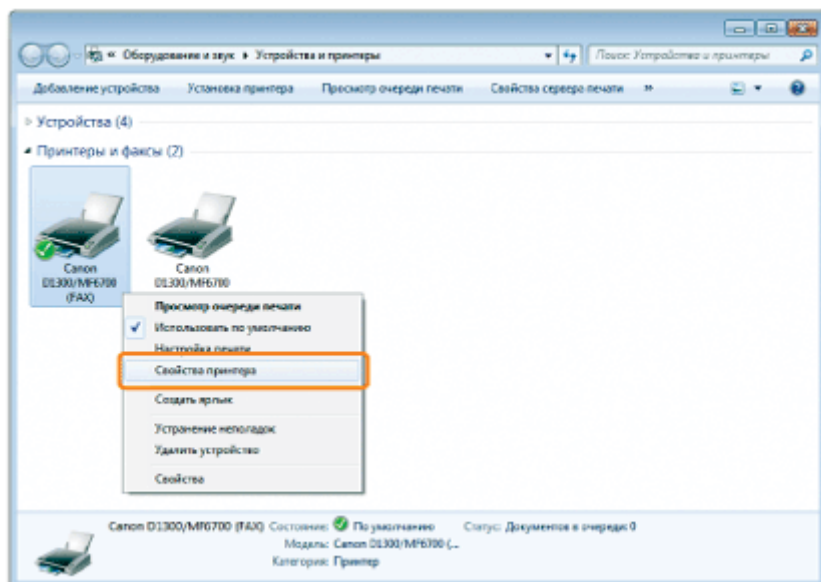 « Оборудование и звук ▸ Устройства и принтеры
Поиск: Устройства и принтеры
Добавление устройства Установка принтера Просмотр очереди печати Свойства сервера печати »
Устройства (4)
Принтеры и факсы (2)
Canon D1300/MF6700 (FAX)
Canon D1300/MF6700
Просмотр очереди печати
Использовать по умолчанию
Настройка печати
Свойства принтера
Создать ярлык
Устранение неполадок
Удалить устройство
Свойства
Canon D1300/MF6700 (FAX) Состояние: По умолчанию Статус: Документов в очереди: 0
Модель: Canon D1300/MF6700 (...
Категория: Принтер